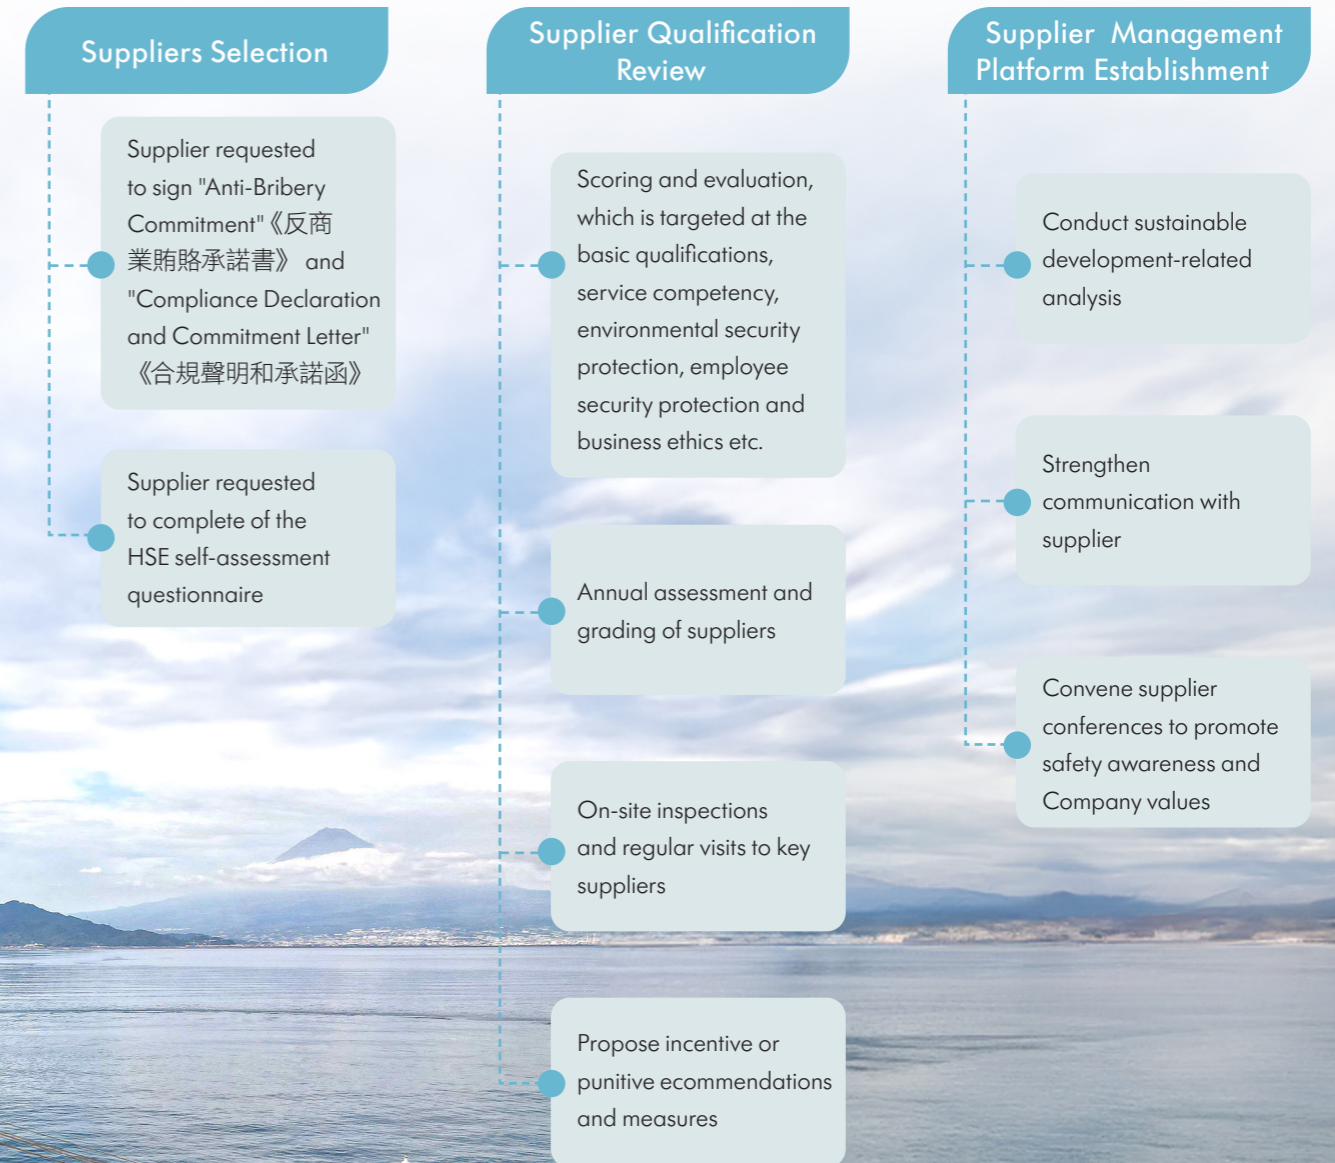 Suppliers Selection
Supplier requested
to sign "Anti-Bribery
Commitment"《反商
業賄賂承諾書》 and
"Compliance Declaration
and Commitment Letter"
《合規聲明和承諾函》
Supplier requested
to complete of the
HSE self-assessment
questionnaire
Supplier Qualification
Review
Scoring and evaluation,
which is targeted at the
basic qualifications,
service competency,
environmental security
protection, employee
security protection and
business ethics etc.
Annual assessment and
grading of suppliers
On-site inspections
and regular visits to key
suppliers
Propose incentive or
punitive ecommendations
and measures
Supplier Management
Platform Establishment
Conduct sustainable
development-related
analysis
Strengthen
communication with
supplier
Convene supplier
conferences to promote
safety awareness and
Company values